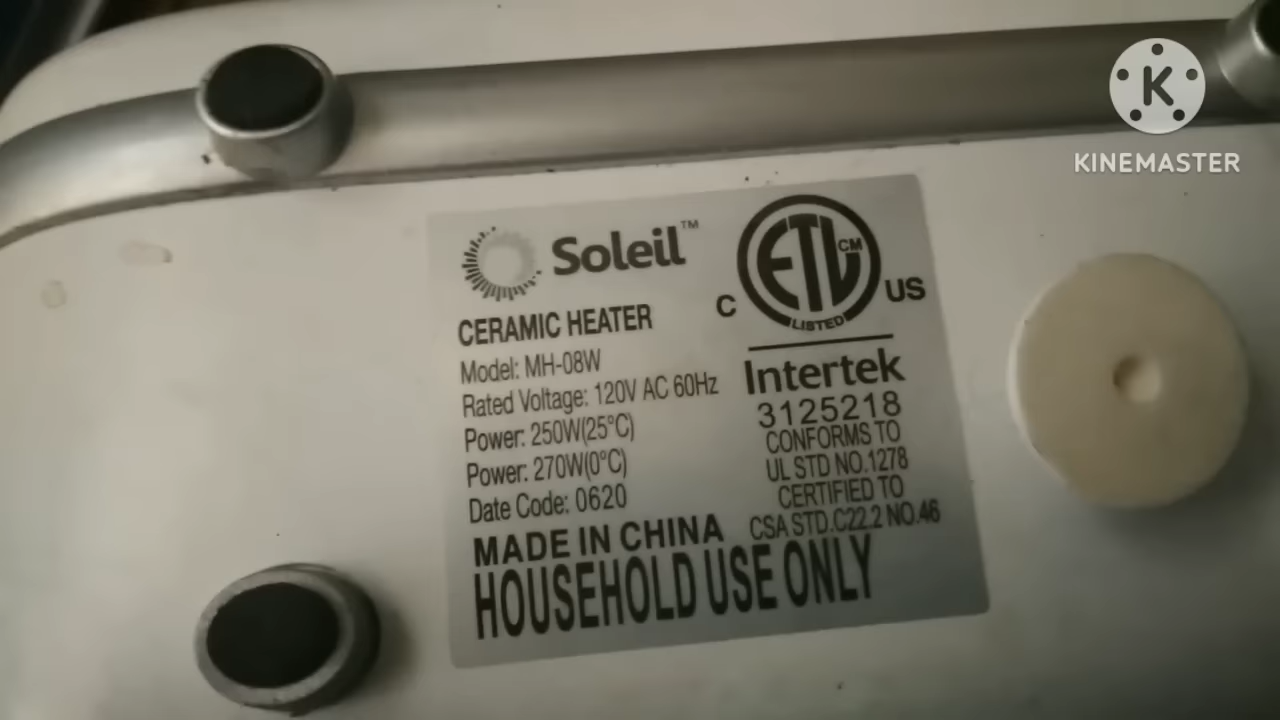 Soleil™
CERAMIC HEATER
Model: MH-08W
Rated Voltage: 120V AC 60Hz
Power: 250W(25°C)
Power: 270W(0°C)
Date Code: 0620
MADE IN CHINA
HOUSEHOLD USE ONLY
C ETL CM US
LISTED
Intertek
3125218
CONFORMS TO
UL STD NO.1278
CERTIFIED TO
CSA STD.C22.2 NO.46
K
KINEMASTER